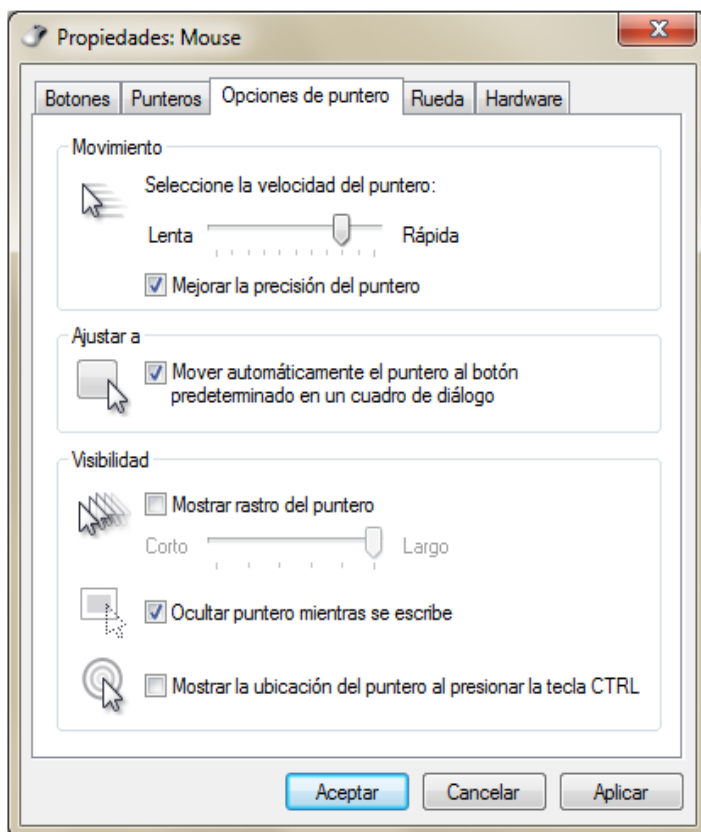 Propiedades: Mouse
Botones Punteros Opciones de puntero Rueda Hardware
Movimiento
Seleccione la velocidad del puntero:
Lenta Rápida
Mejorar la precisión del puntero
Ajustar a
Mover automáticamente el puntero al botón
predeterminado en un cuadro de diálogo
Visibilidad
Mostrar rastro del puntero
Corto Largo
Ocultar puntero mientras se escribe
Mostrar la ubicación del puntero al presionar la tecla CTRL
Aceptar Cancelar Aplicar